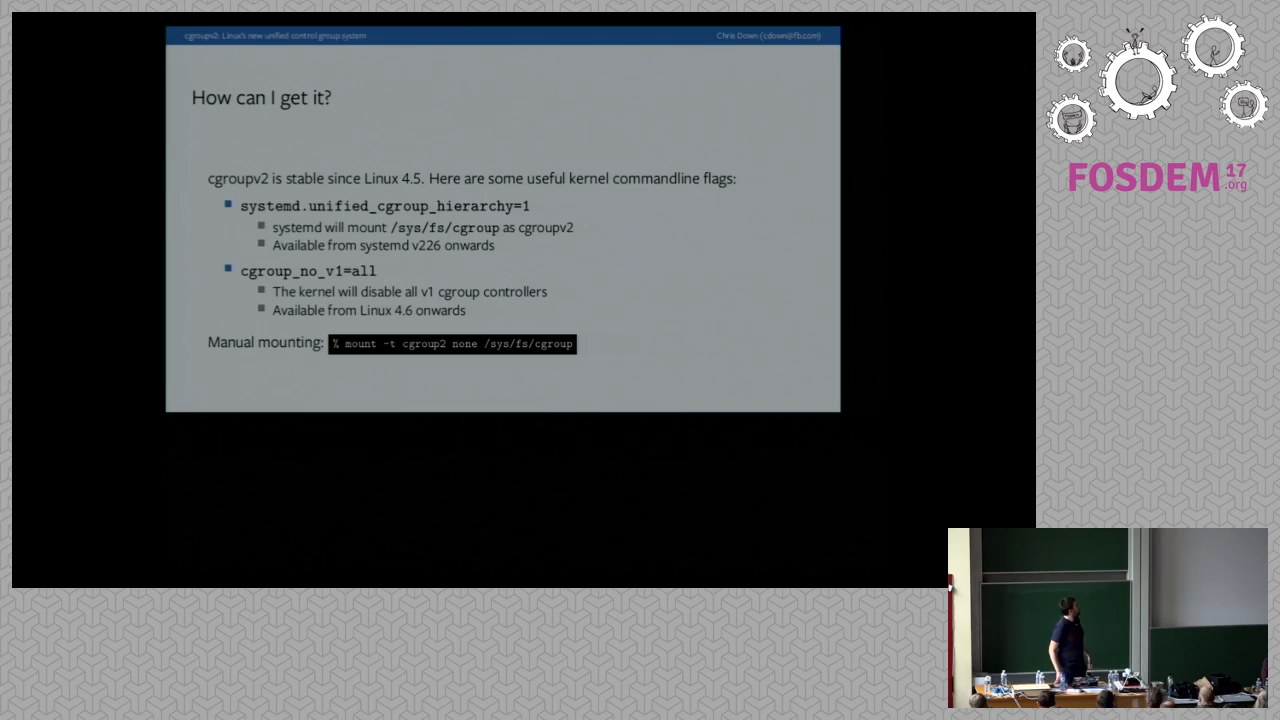 cgroupv2: Linux's new unified control group system
Chris Down (cdown@fb.com)
How can I get it?
cgroupv2 is stable since Linux 4.5. Here are some useful kernel commandline flags:
systemd.unified_cgroup_hierarchy=1
systemd will mount /sys/fs/cgroup as cgroupv2
Available from systemd v226 onwards
cgroup_no_v1=all
The kernel will disable all v1 cgroup controllers
Available from Linux 4.6 onwards
Manual mounting: % mount -t cgroup2 none /sys/fs/cgroup
FOSDEM 17
.org